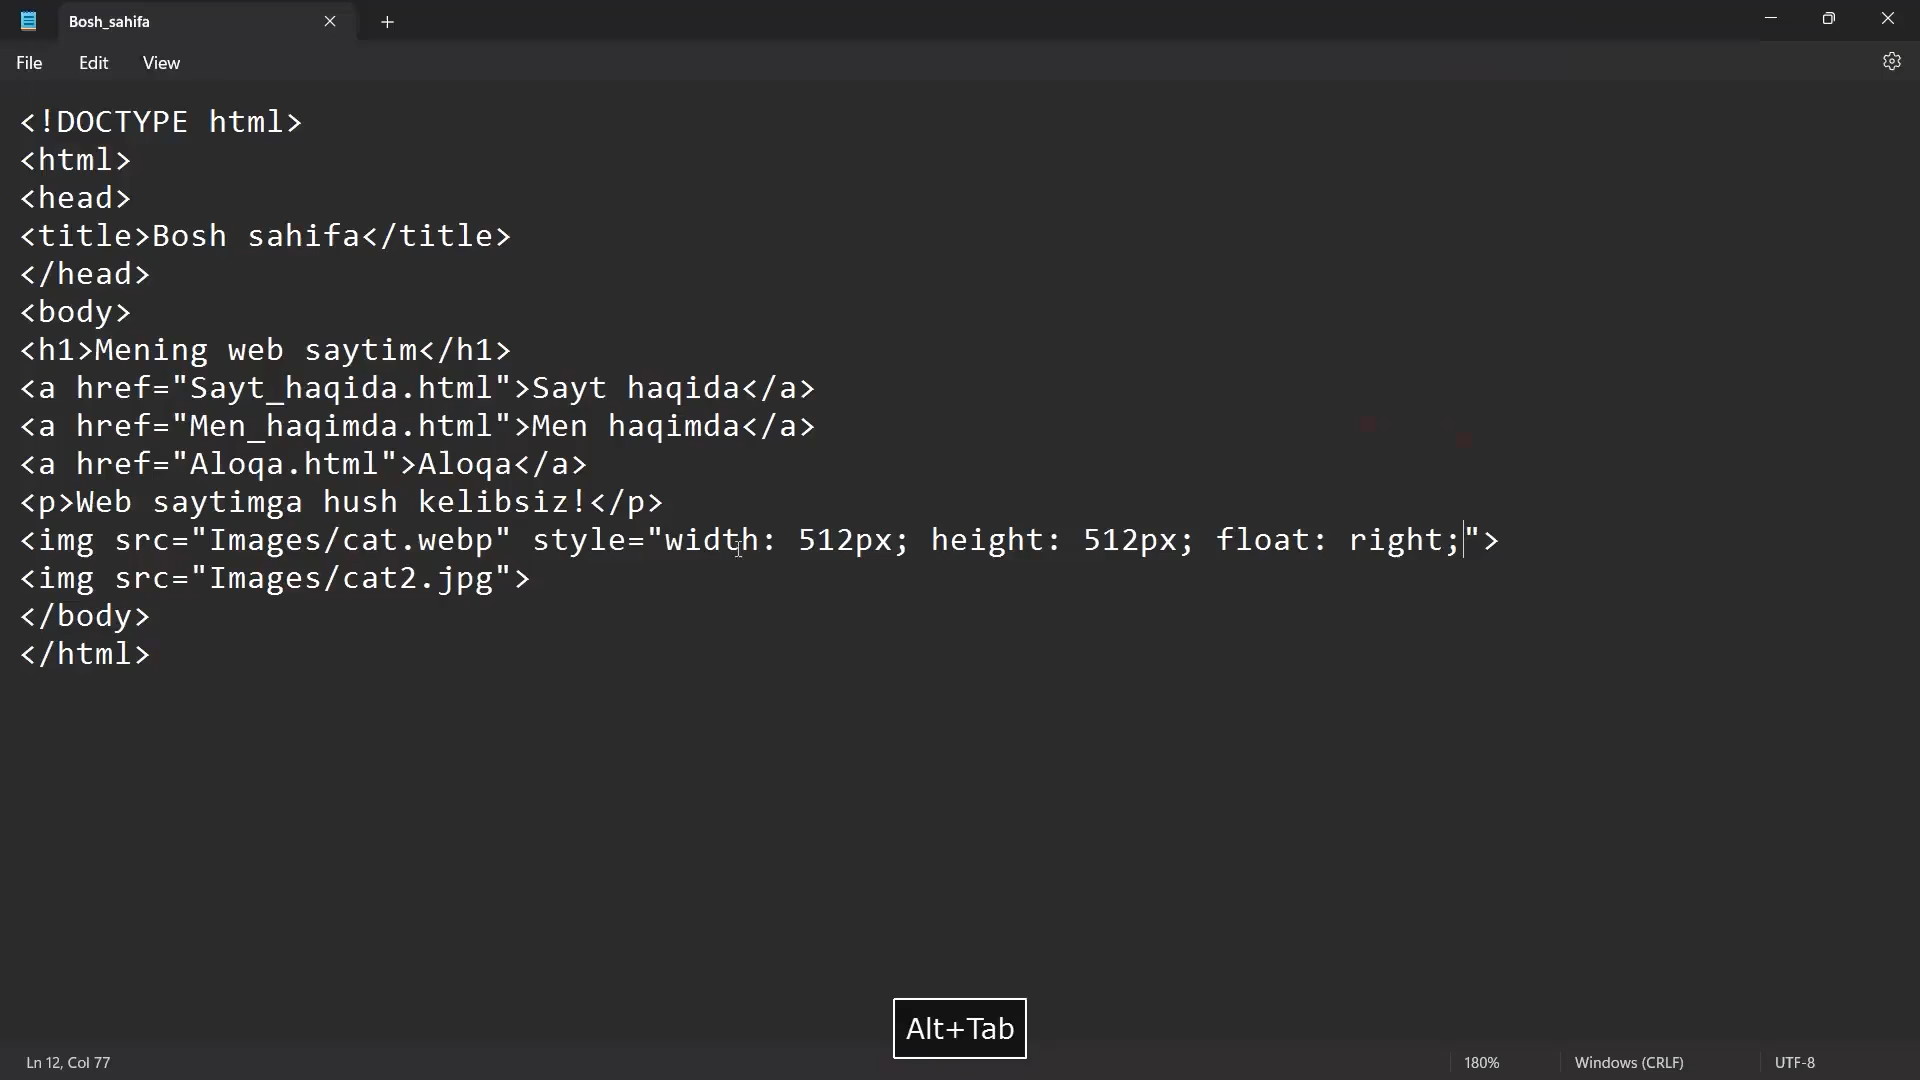 Bosh_sahifa
File Edit View
<!DOCTYPE html>
<html>
<head>
<title>Bosh sahifa</title>
</head>
<body>
<h1>Mening web saytim</h1>
<a href="Sayt_haqida.html">Sayt haqida</a>
<a href="Men_haqimda.html">Men haqimda</a>
<a href="Aloqa.html">Aloqa</a>
<p>Web saytimga hush kelibsiz!</p>
<img src="Images/cat.webp" style="width: 512px; height: 512px; float: right;">
<img src="Images/cat2.jpg">
</body>
</html>
Alt+Tab
Ln 12, Col 77 180% Windows (CRLF) UTF-8